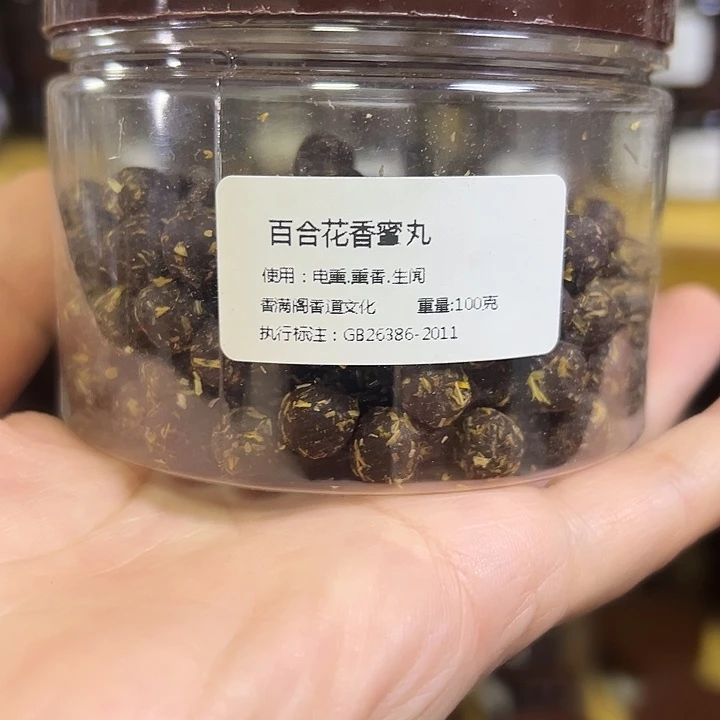 百合花香蜜丸
使用：电熏.熏香.生闻
香满阁香道文化 重量:100克
执行标注：GB26386-2011